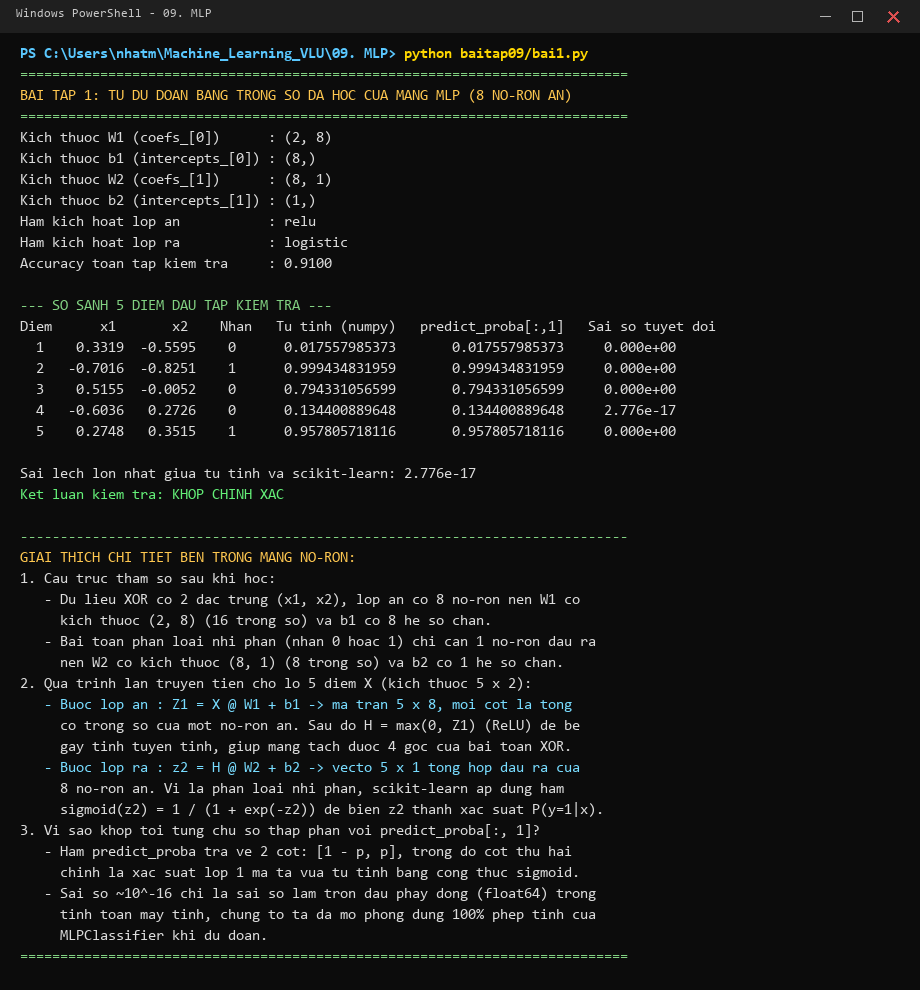 Windows PowerShell - 09. MLP
PS C:\Users\nhatm\Machine_Learning_VLU\09. MLP> python baitap09/bai1.py
============================================================================
BAI TAP 1: TU DU DOAN BANG TRONG SO DA HOC CUA MANG MLP (8 NO-RON AN)
============================================================================
Kich thuoc W1 (coefs_[0])      : (2, 8)
Kich thuoc b1 (intercepts_[0]) : (8,)
Kich thuoc W2 (coefs_[1])      : (8, 1)
Kich thuoc b2 (intercepts_[1]) : (1,)
Ham kich hoat lop an           : relu
Ham kich hoat lop ra           : logistic
Accuracy toan tap kiem tra     : 0.9100
--- SO SANH 5 DIEM DAU TAP KIEM TRA ---
Diem      x1       x2    Nhan   Tu tinh (numpy)   predict_proba[:,1]   Sai so tuyet doi
  1    0.3319  -0.5595    0      0.017557985373       0.017557985373     0.000e+00
  2   -0.7016  -0.8251    1      0.999434831959       0.999434831959     0.000e+00
  3    0.5155  -0.0052    0      0.794331056599       0.794331056599     0.000e+00
  4   -0.6036   0.2726    0      0.134400889648       0.134400889648     2.776e-17
  5    0.2748   0.3515    1      0.957805718116       0.957805718116     0.000e+00
Sai lech lon nhat giua tu tinh va scikit-learn: 2.776e-17
Ket luan kiem tra: KHOP CHINH XAC
----------------------------------------------------------------------------
GIAI THICH CHI TIET BEN TRONG MANG NO-RON:
1. Cau truc tham so sau khi hoc:
   - Du lieu XOR co 2 dac trung (x1, x2), lop an co 8 no-ron nen W1 co
     kich thuoc (2, 8) (16 trong so) va b1 co 8 he so chan.
   - Bai toan phan loai nhi phan (nhan 0 hoac 1) chi can 1 no-ron dau ra
     nen W2 co kich thuoc (8, 1) (8 trong so) va b2 co 1 he so chan.
2. Qua trinh lan truyen tien cho lo 5 diem X (kich thuoc 5 x 2):
   - Buoc lop an : Z1 = X @ W1 + b1 -> ma tran 5 x 8, moi cot la tong
     co trong so cua mot no-ron an. Sau do H = max(0, Z1) (ReLU) de be
     gay tinh tuyen tinh, giup mang tach duoc 4 goc cua bai toan XOR.
   - Buoc lop ra : z2 = H @ W2 + b2 -> vecto 5 x 1 tong hop dau ra cua
     8 no-ron an. Vi la phan loai nhi phan, scikit-learn ap dung ham
     sigmoid(z2) = 1 / (1 + exp(-z2)) de bien z2 thanh xac suat P(y=1|x).
3. Vi sao khop toi tung chu so thap phan voi predict_proba[:, 1]?
   - Ham predict_proba tra ve 2 cot: [1 - p, p], trong do cot thu hai
     chinh la xac suat lop 1 ma ta vua tu tinh bang cong thuc sigmoid.
   - Sai so ~10^-16 chi la sai so lam tron dau phay dong (float64) trong
     tinh toan may tinh, chung to ta da mo phong dung 100% phep tinh cua
     MLPClassifier khi du doan.
============================================================================